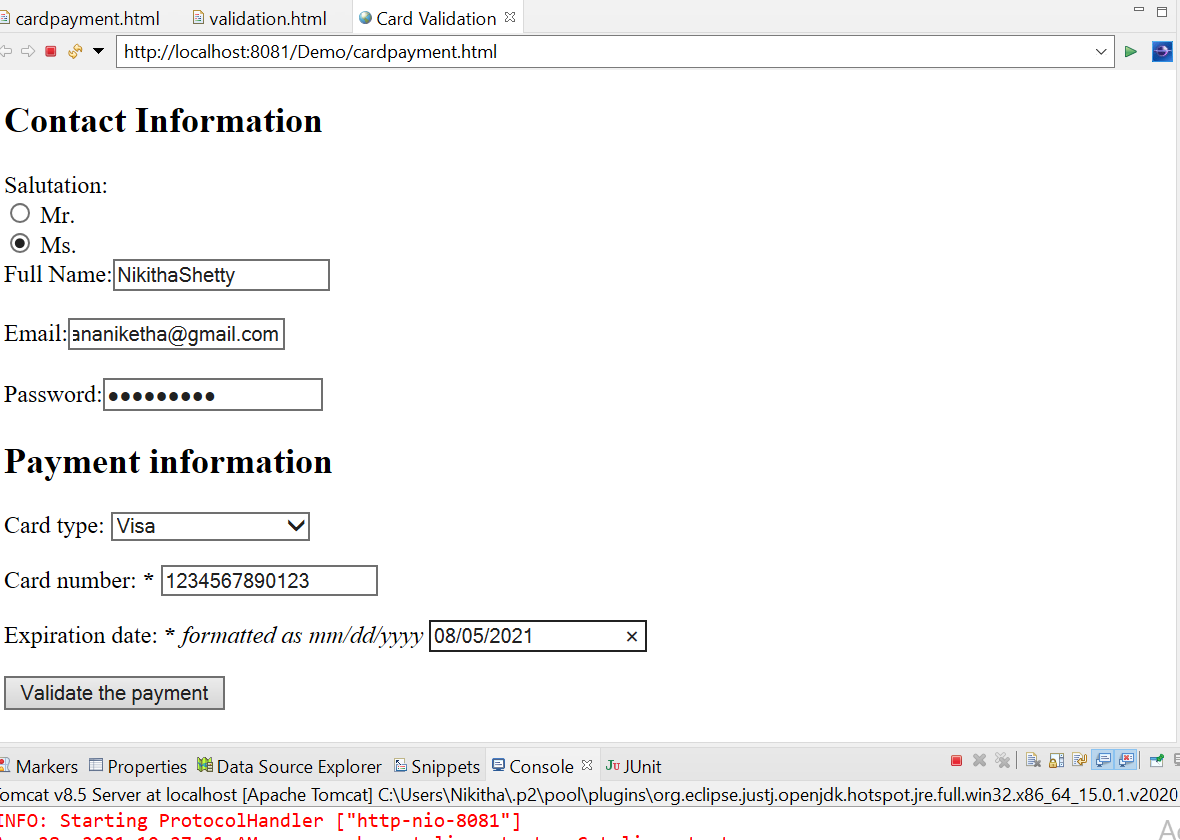 cardpayment.html validation.html Card Validation
http://localhost:8081/Demo/cardpayment.html
Contact Information
Salutation:
Mr.
Ms.
Full Name: NikithaShetty
Email: ananiketha@gmail.com
Password: •••••••••
Payment information
Card type: Visa
Card number: * 1234567890123
Expiration date: * formatted as mm/dd/yyyy 08/05/2021 ×
Validate the payment
Markers Properties Data Source Explorer Snippets Console JUnit
Tomcat v8.5 Server at localhost [Apache Tomcat] C:\Users\Nikitha\.p2\pool\plugins\org.eclipse.justj.openjdk.hotspot.jre.full.win32.x86_64_15.0.1.v2020
INFO: Starting ProtocolHandler ["http-nio-8081"]